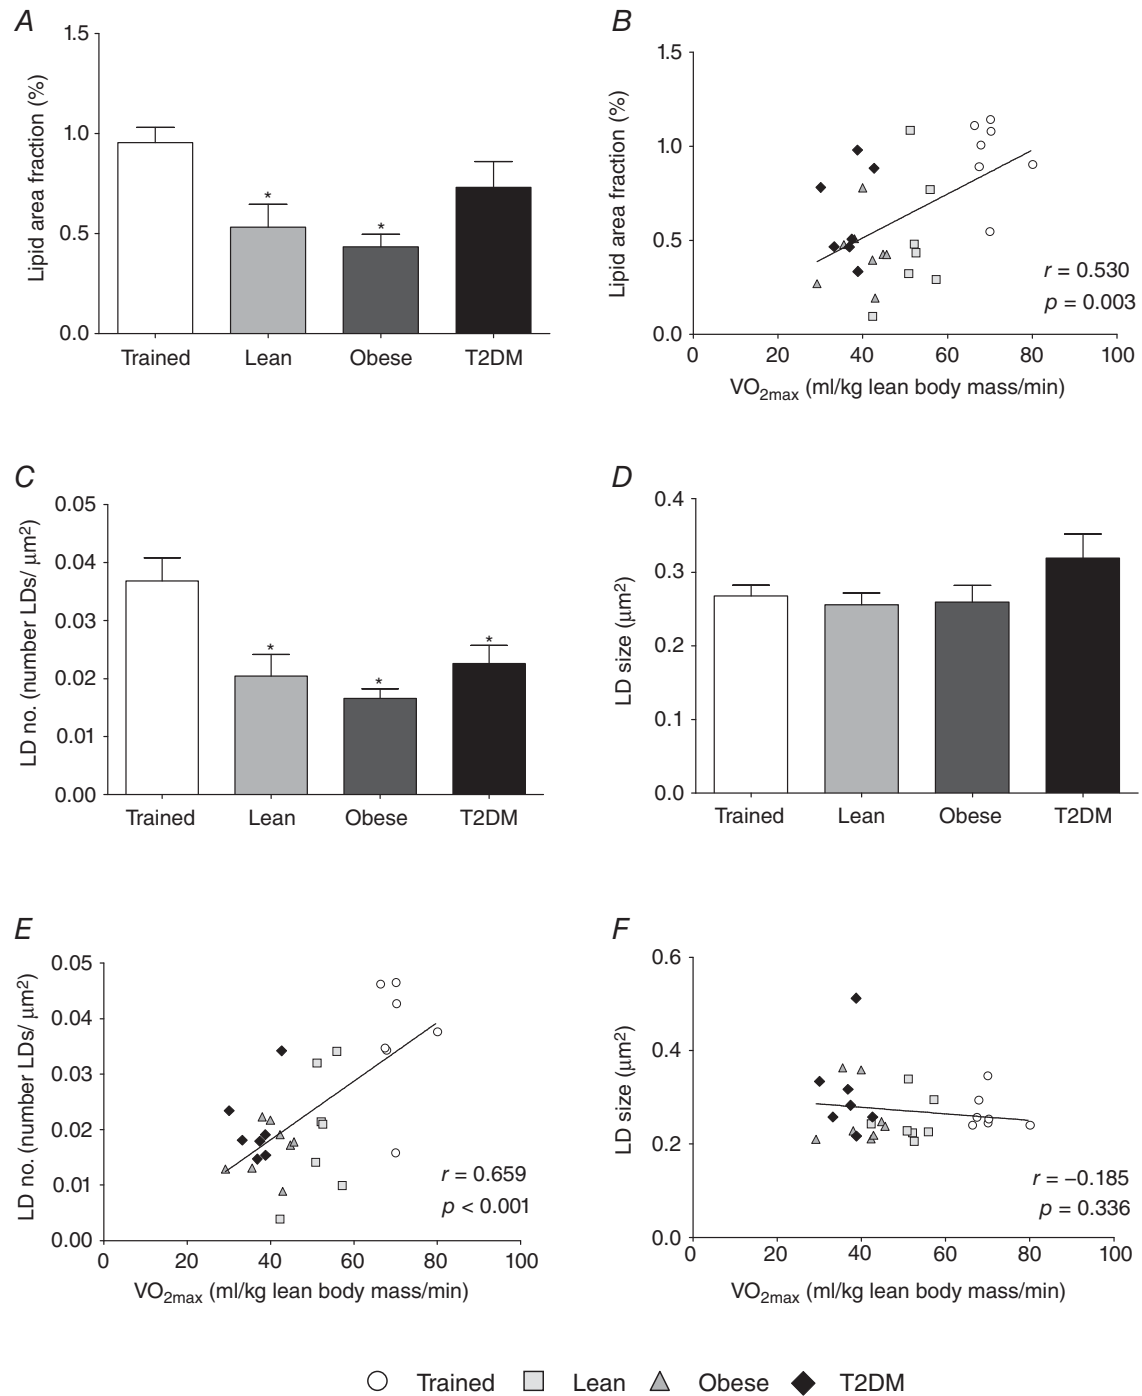 A
Lipid area fraction (%)
1.5
1.0
0.5
0.0
*
*
Trained Lean Obese T2DM
B
Lipid area fraction (%)
1.5
1.0
0.5
0.0
r = 0.530
p = 0.003
0 20 40 60 80 100
VO2max (ml/kg lean body mass/min)
C
LD no. (number LDs/ μm²)
0.05
0.04
0.03
0.02
0.01
0.00
*
*
*
Trained Lean Obese T2DM
D
LD size (μm²)
0.4
0.3
0.2
0.1
0.0
Trained Lean Obese T2DM
E
LD no. (number LDs/ μm²)
0.05
0.04
0.03
0.02
0.01
0.00
r = 0.659
p < 0.001
0 20 40 60 80 100
VO2max (ml/kg lean body mass/min)
F
LD size (μm²)
0.6
0.4
0.2
0.0
r = −0.185
p = 0.336
0 20 40 60 80 100
VO2max (ml/kg lean body mass/min)
Trained Lean Obese T2DM